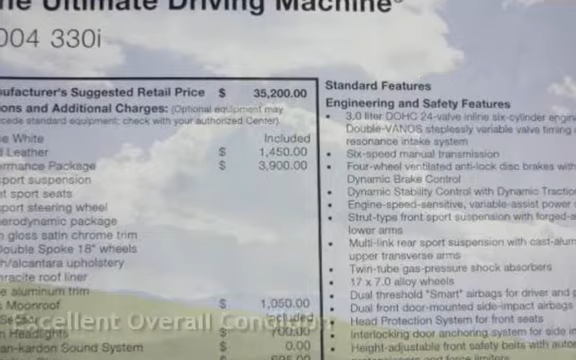 he Ultimate Driving Machine®
004 330i
ufacturer's Suggested Retail Price $ 35,200.00
ons and Additional Charges: (Optional equipment may
cede standard equipment; check with your authorized Center)
e White Included
Leather $ 1,450.00
rmance Package $ 3,900.00
port suspension
t sport seats
port steering wheel
erodynamic package
gloss satin chrome trim
Double Spoke 18" wheels
h/alcantara upholstery
hracite roof liner
e aluminum trim
e Moonroof $ 1,050.00
Se $ Included
n Headlights $ 700.00
an-kardon Sound System $ 0.00
$ 695.00
Standard Features
Engineering and Safety Features
• 3.0 liter DOHC 24-valve inline six-cylinder engin
Double-VANOS steplessly variable valve timing
resonance intake system
• Six-speed manual transmission
• Four-wheel ventilated anti-lock disc brakes with
Dynamic Brake Control
• Dynamic Stability Control with Dynamic Tractio
• Engine-speed-sensitive, variable-assist power
• Strut-type front sport suspension with forged-a
lower arms
• Multi-link rear sport suspension with cast-alum
upper transverse arms
• Twin-tube gas-pressure shock absorbers
• 17 x 7.0 alloy wheels
• Dual threshold "Smart" airbags for driver and p
• Dual front door-mounted side-impact airbags
• Head Protection System for front seats
• Interlocking door anchoring system for side im
• Height-adjustable front safety belts with autom
Excellent Overall Condition